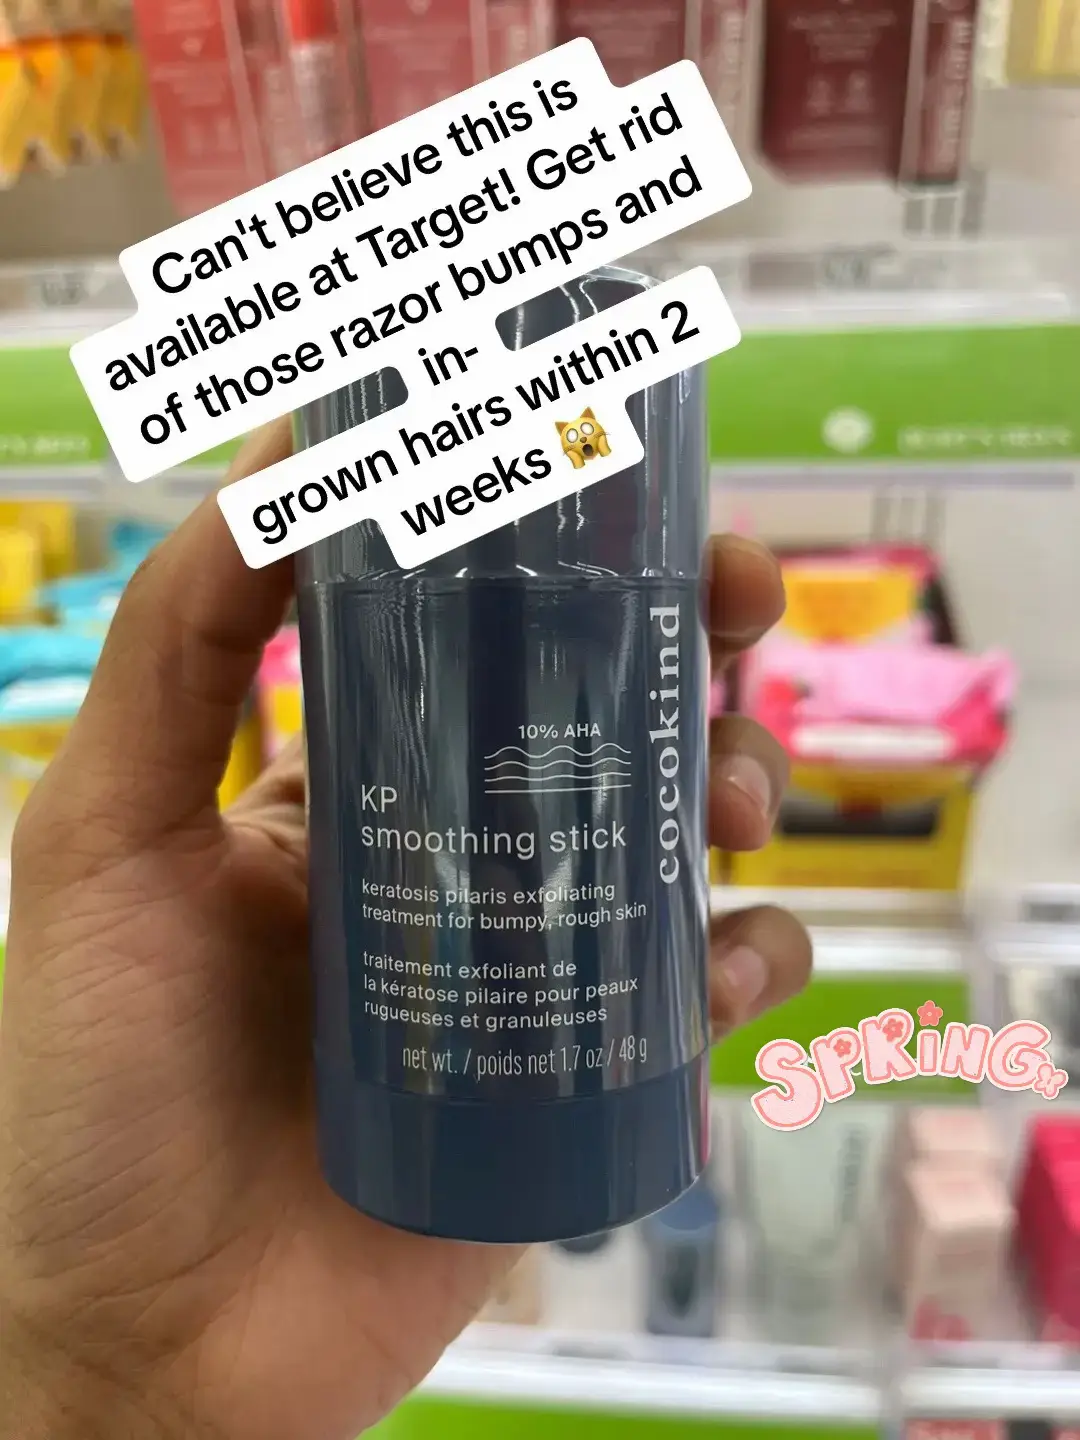 Can't believe this is
available at Target! Get rid
of those razor bumps and
in-
grown hairs within 2
weeks 🙀
cocokind
10% AHA
KP
smoothing stick
keratosis pilaris exfoliating
treatment for bumpy, rough skin
traitement exfoliant de
la kératose pilaire pour peaux
rugueuses et granuleuses
net wt. / poids net 1.7 oz / 48 g
SPRING